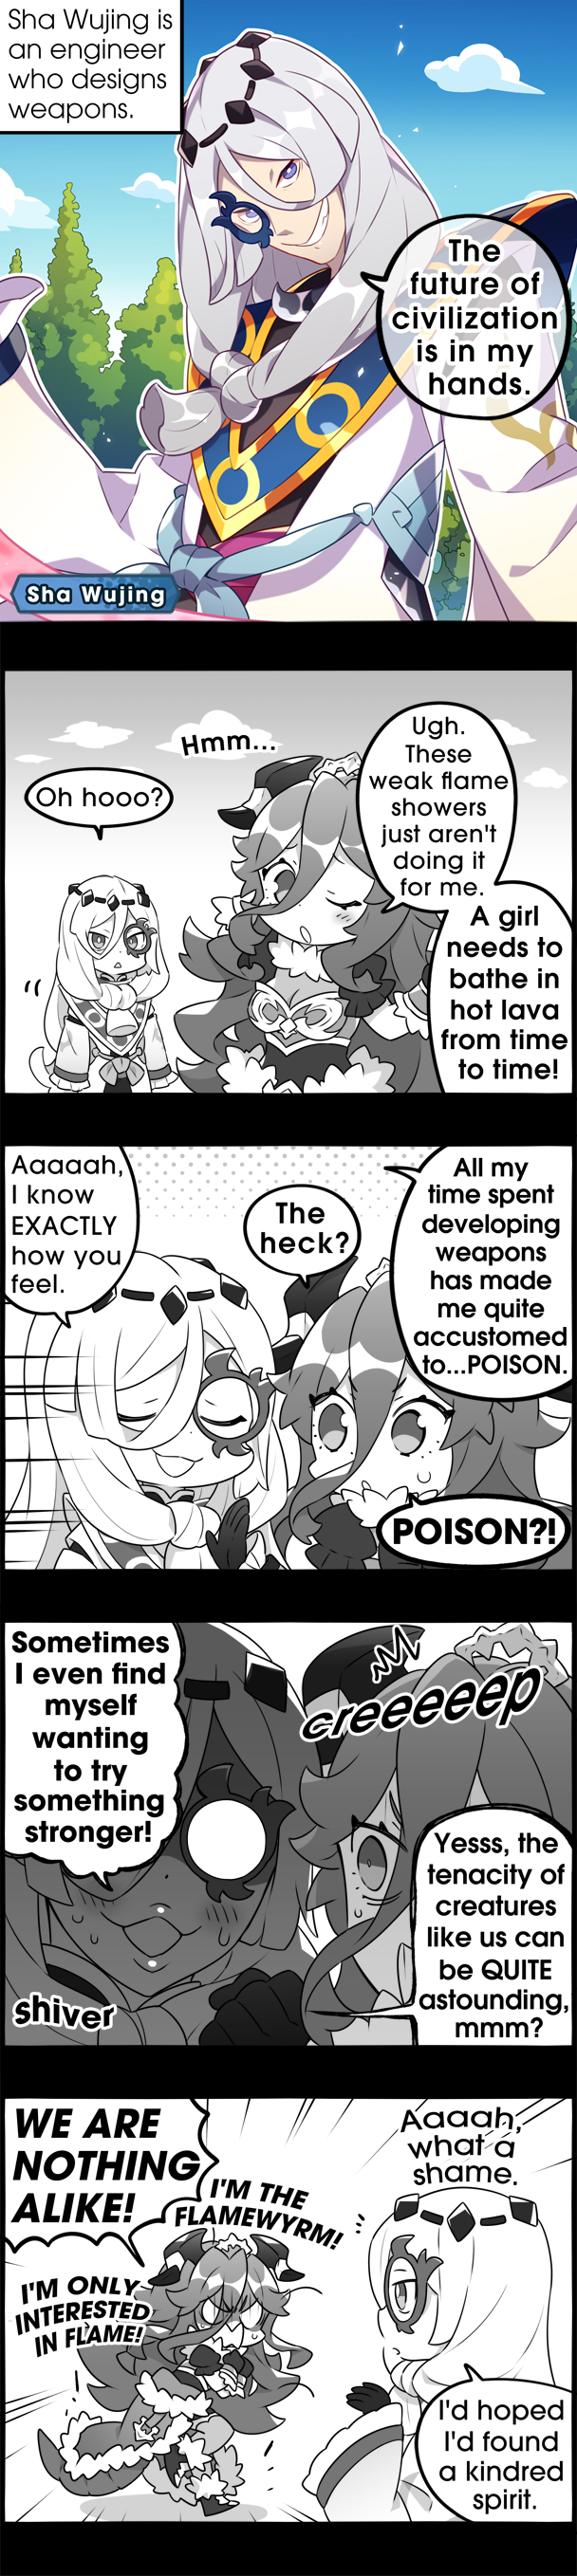 Sha Wujing is
an engineer
who designs
weapons.
The
future of
civilization
is in my
hands.
Sha Wujing
Oh hooo?
Hmm...
Ugh.
These
weak flame
showers
just aren't
doing it
for me.
A girl
needs to
bathe in
hot lava
from time
to time!
Aaaaah,
I know
EXACTLY
how you
feel.
The
heck?
All my
time spent
developing
weapons
has made
me quite
accustomed
to...POISON.
POISON?!
Sometimes
I even find
myself
wanting
to try
something
stronger!
creeeeep
Yesss, the
tenacity of
creatures
like us can
be QUITE
astounding,
mmm?
shiver
WE ARE
NOTHING
ALIKE!
I'M THE
FLAMEWYRM!
I'M ONLY
INTERESTED
IN FLAME!
Aaaah,
what a
shame.
I'd hoped
I'd found
a kindred
spirit.